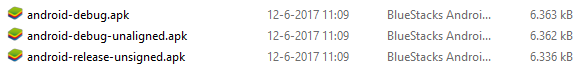 android-debug.apk 12-6-2017 11:09 BlueStacks Androi... 6.363 kB
android-debug-unaligned.apk 12-6-2017 11:09 BlueStacks Androi... 6.362 kB
android-release-unsigned.apk 12-6-2017 11:09 BlueStacks Androi... 6.336 kB